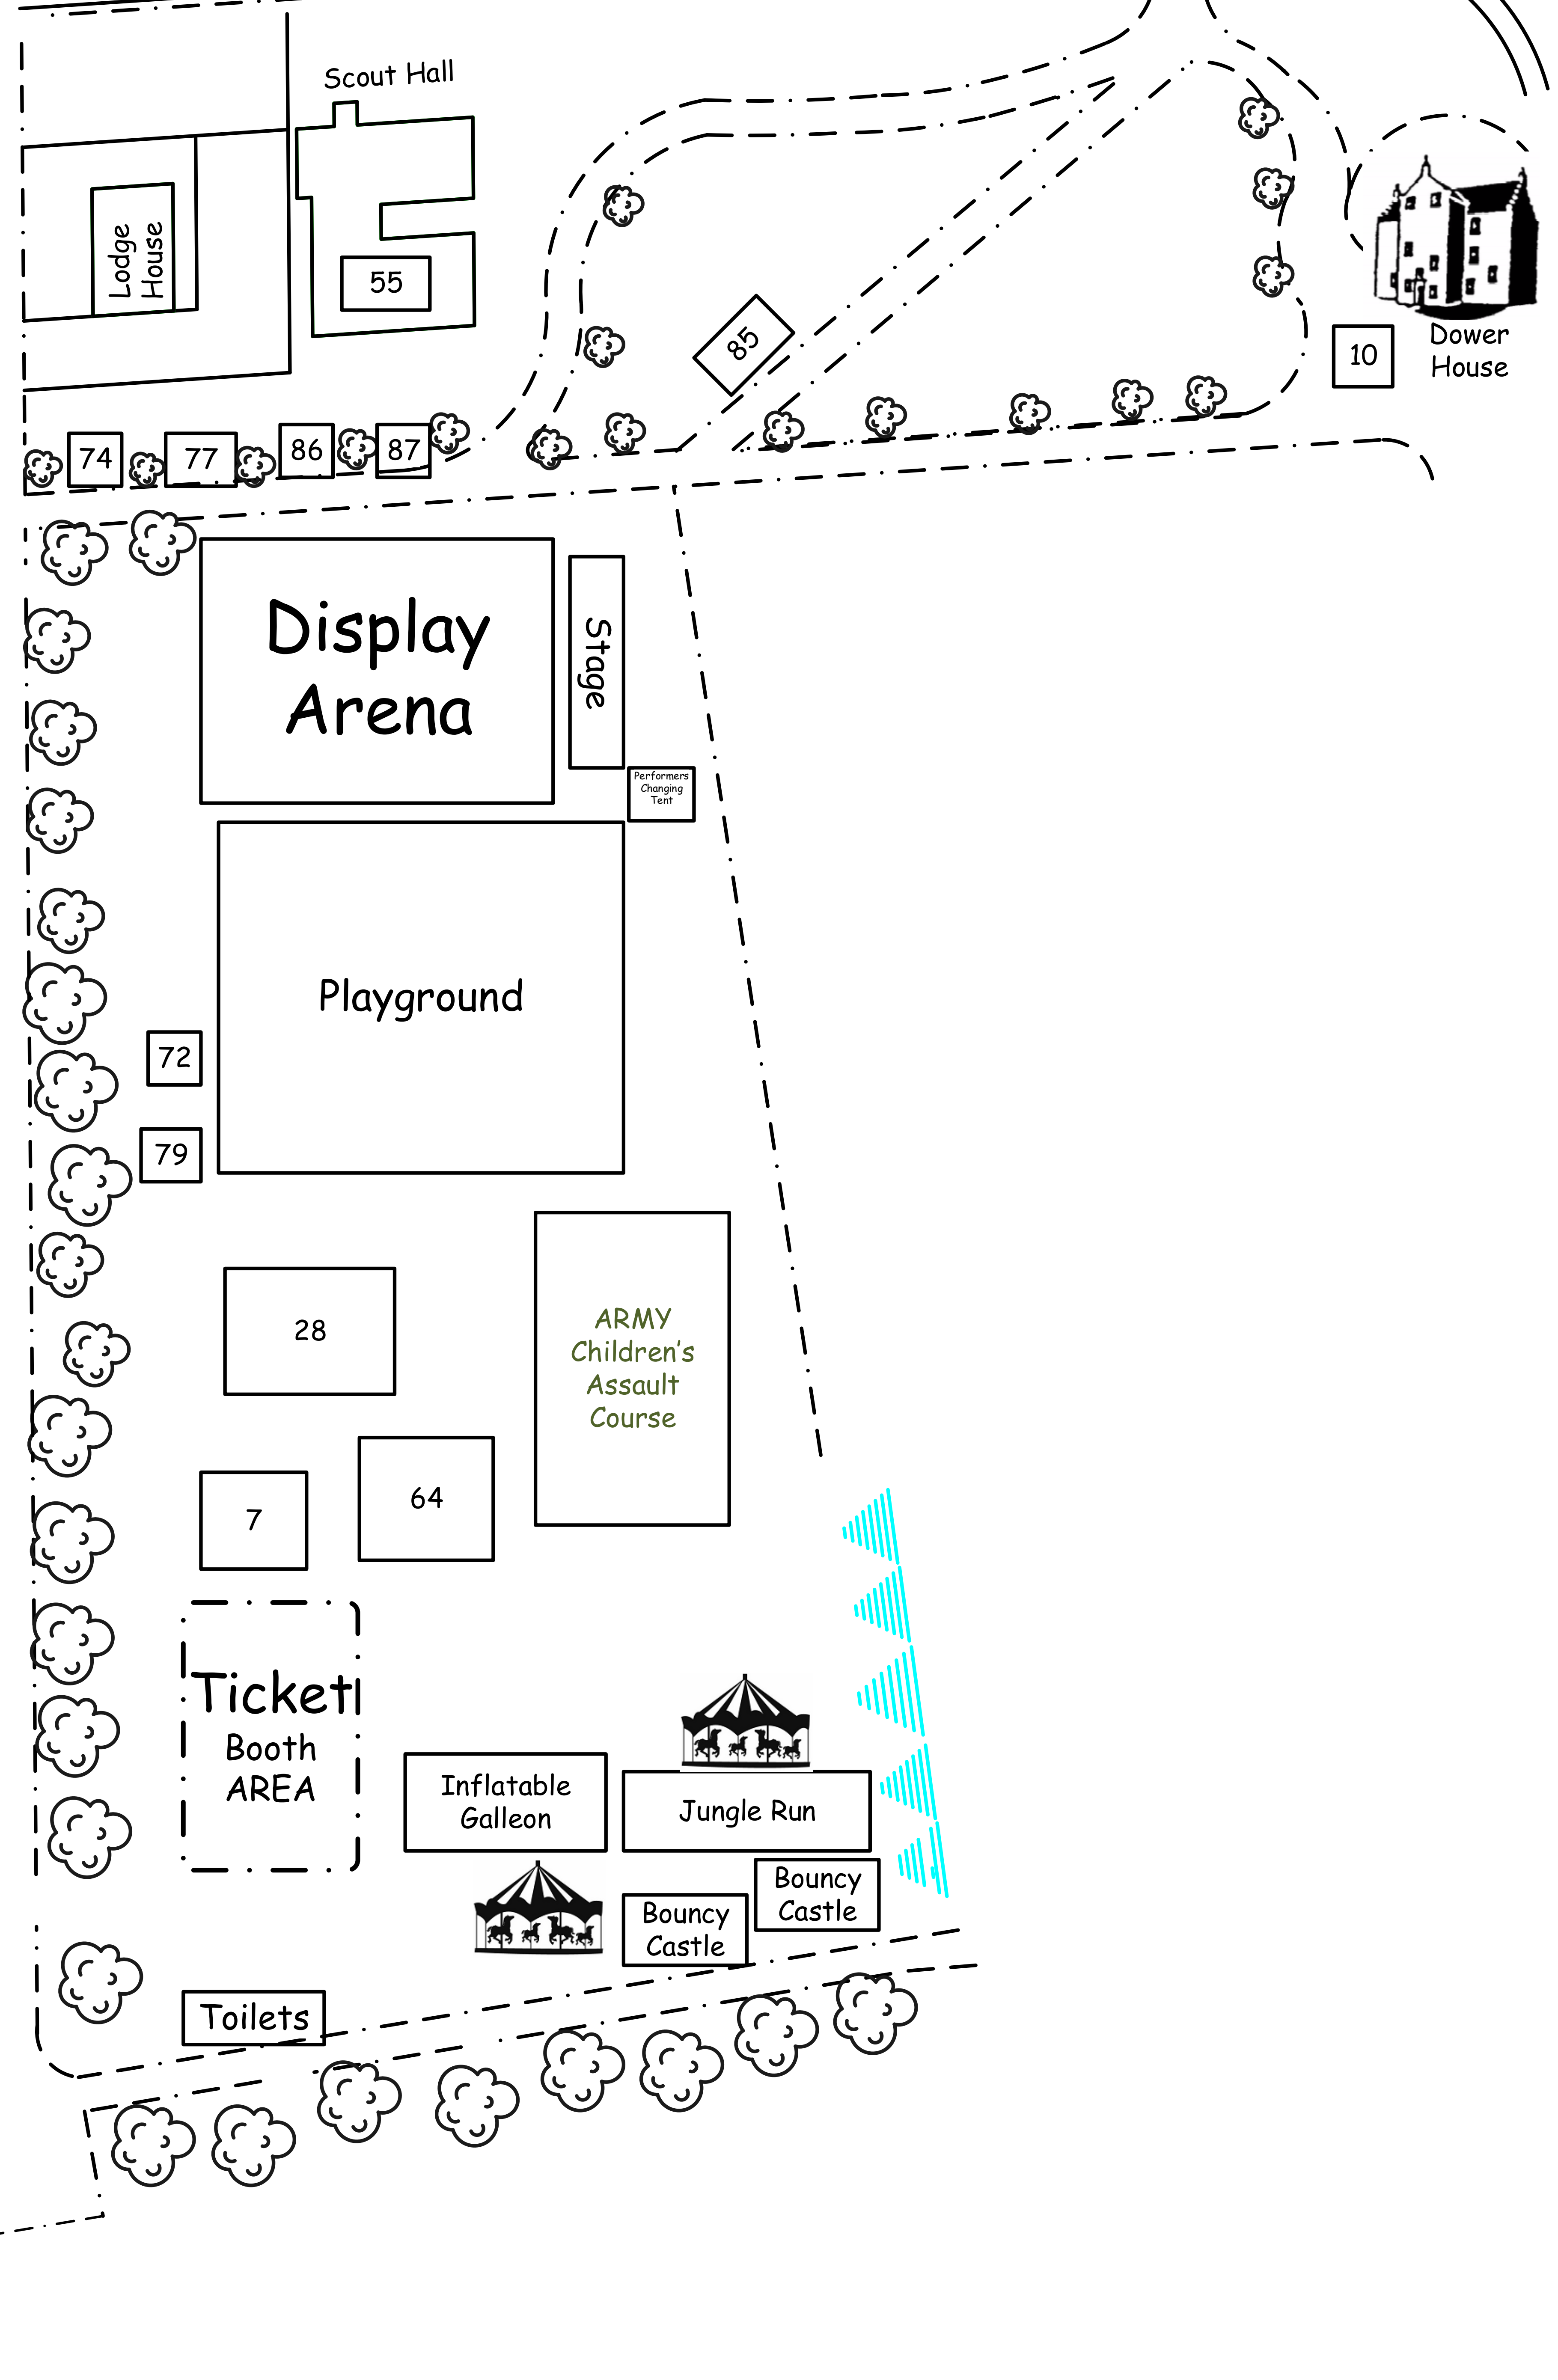 Scout Hall
Lodge
House
55
85
10
Dower
House
74
77
86
87
Display
Arena
Stage
Performers
Changing
Tent
Playground
72
79
28
ARMY
Children's
Assault
Course
64
7
Ticket
Booth
AREA
Inflatable
Galleon
Jungle Run
Bouncy
Castle
Bouncy
Castle
Toilets